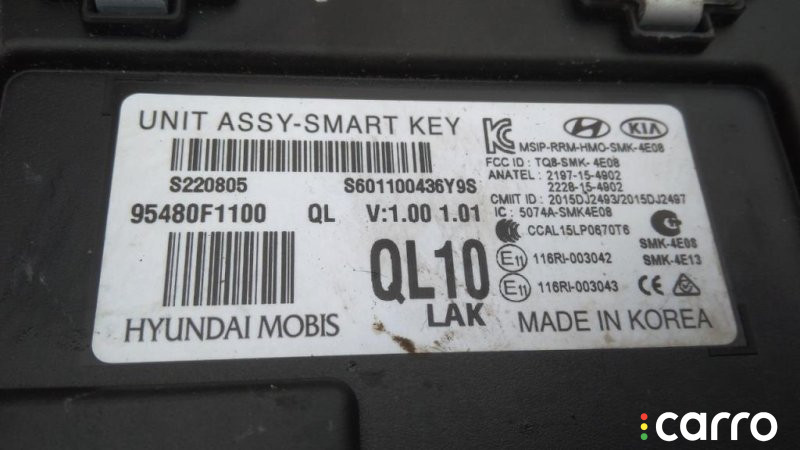 UNIT ASSY-SMART KEY
S220805 S601100436Y9S
95480F1100 QL V:1.00 1.01
QL10
LAK
HYUNDAI MOBIS
KIA
MSIP-RRM-HMO-SMK-4E08
FCC ID : TQ8-SMK- 4E08
ANATEL : 2197-15-4902
2228-15-4902
CMIIT ID : 2015DJ2493/2015DJ2497
IC : 5074A-SMK4E08
CCAL15LP0670T6
SMK-4E08
SMK-4E13
E11 116RI-003042
E11 116RI-003043
CE
MADE IN KOREA
carro